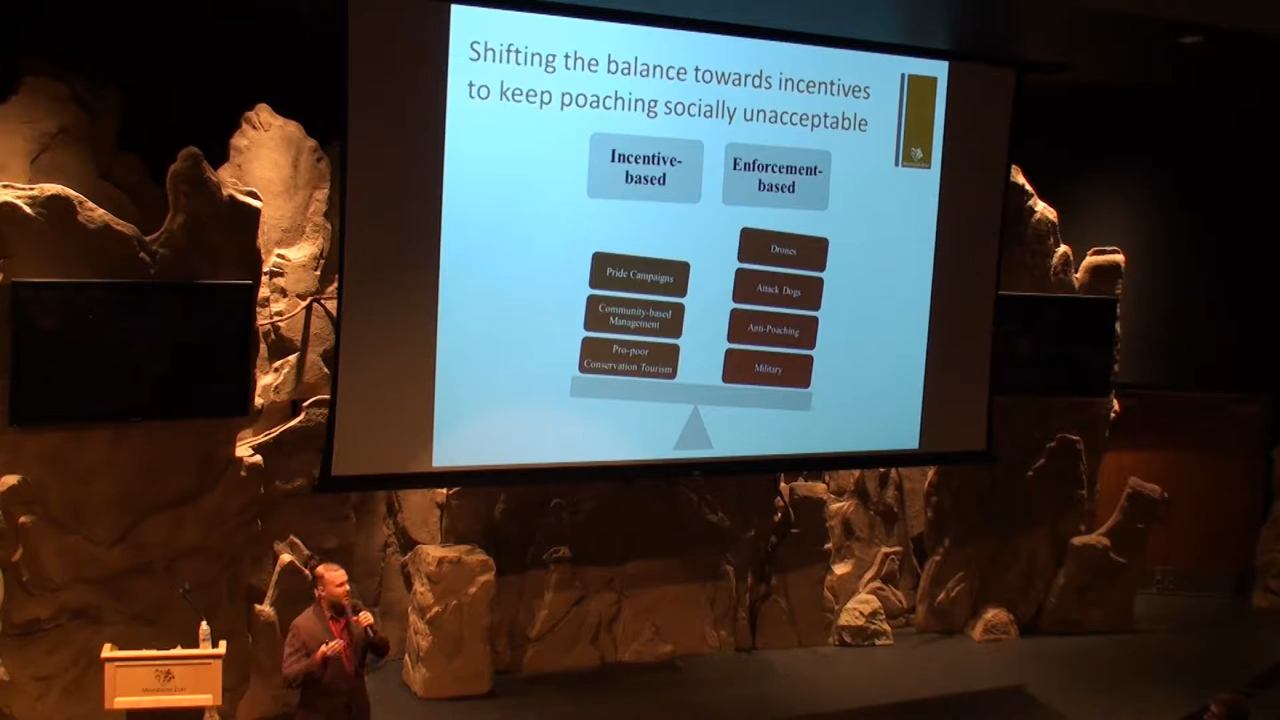 Shifting the balance towards incentives
to keep poaching socially unacceptable
Incentive-
based
Enforcement-
based
Pride Campaigns
Community-based
Management
Pro-poor
Conservation Tourism
Drones
Attack Dogs
Anti-Poaching
Military